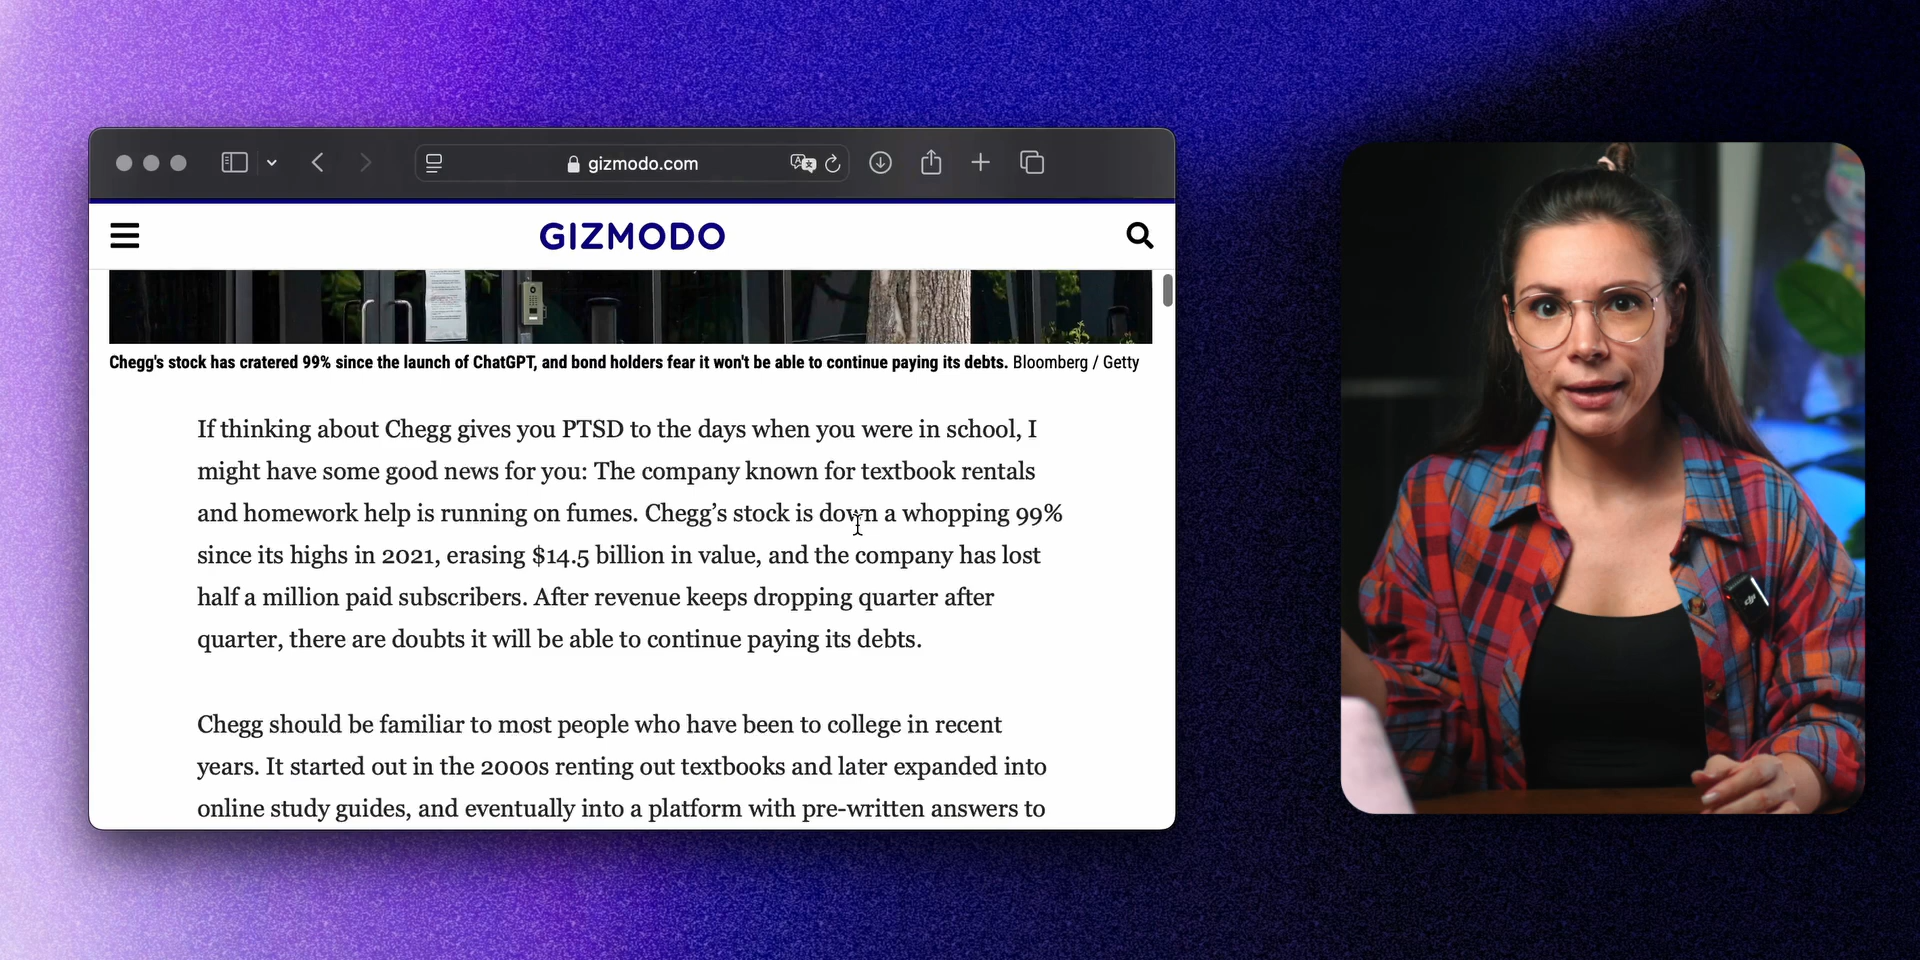 gizmodo.com
GIZMODO
Chegg's stock has cratered 99% since the launch of ChatGPT, and bond holders fear it won't be able to continue paying its debts. Bloomberg / Getty
If thinking about Chegg gives you PTSD to the days when you were in school, I
might have some good news for you: The company known for textbook rentals
and homework help is running on fumes. Chegg’s stock is down a whopping 99%
since its highs in 2021, erasing $14.5 billion in value, and the company has lost
half a million paid subscribers. After revenue keeps dropping quarter after
quarter, there are doubts it will be able to continue paying its debts.
Chegg should be familiar to most people who have been to college in recent
years. It started out in the 2000s renting out textbooks and later expanded into
online study guides, and eventually into a platform with pre-written answers to
dji